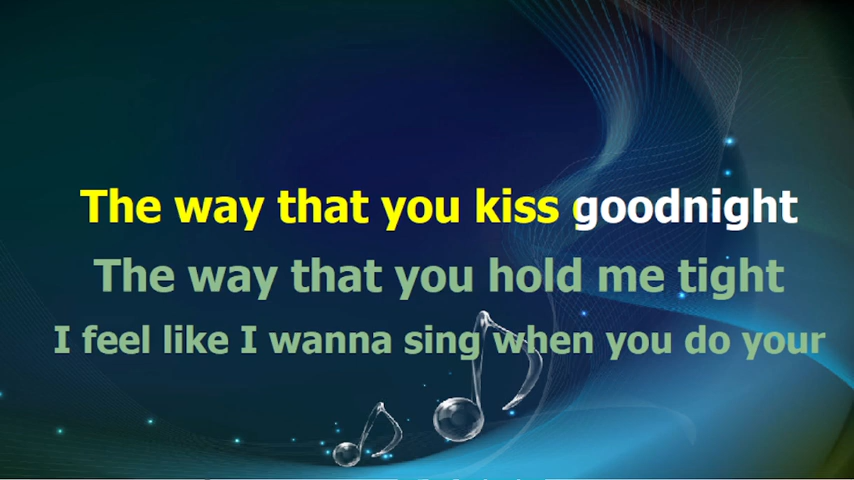 The way that you kiss goodnight
The way that you hold me tight
I feel like I wanna sing when you do your